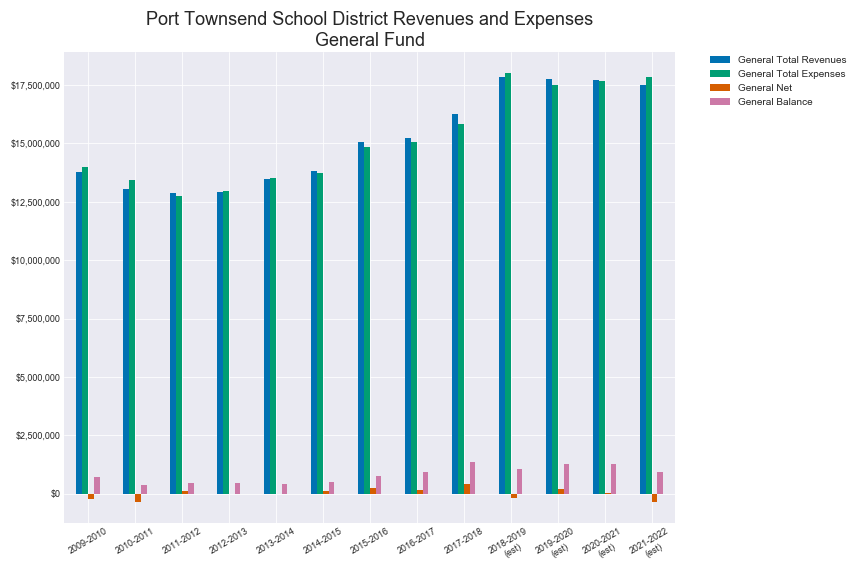 Port Townsend School District Revenues and Expenses
General Fund
General Total Revenues
General Total Expenses
General Net
General Balance
$17,500,000
$15,000,000
$12,500,000
$10,000,000
$7,500,000
$5,000,000
$2,500,000
$0
2009-2010
2010-2011
2011-2012
2012-2013
2013-2014
2014-2015
2015-2016
2016-2017
2017-2018
2018-2019
(est)
2019-2020
(est)
2020-2021
(est)
2021-2022
(est)